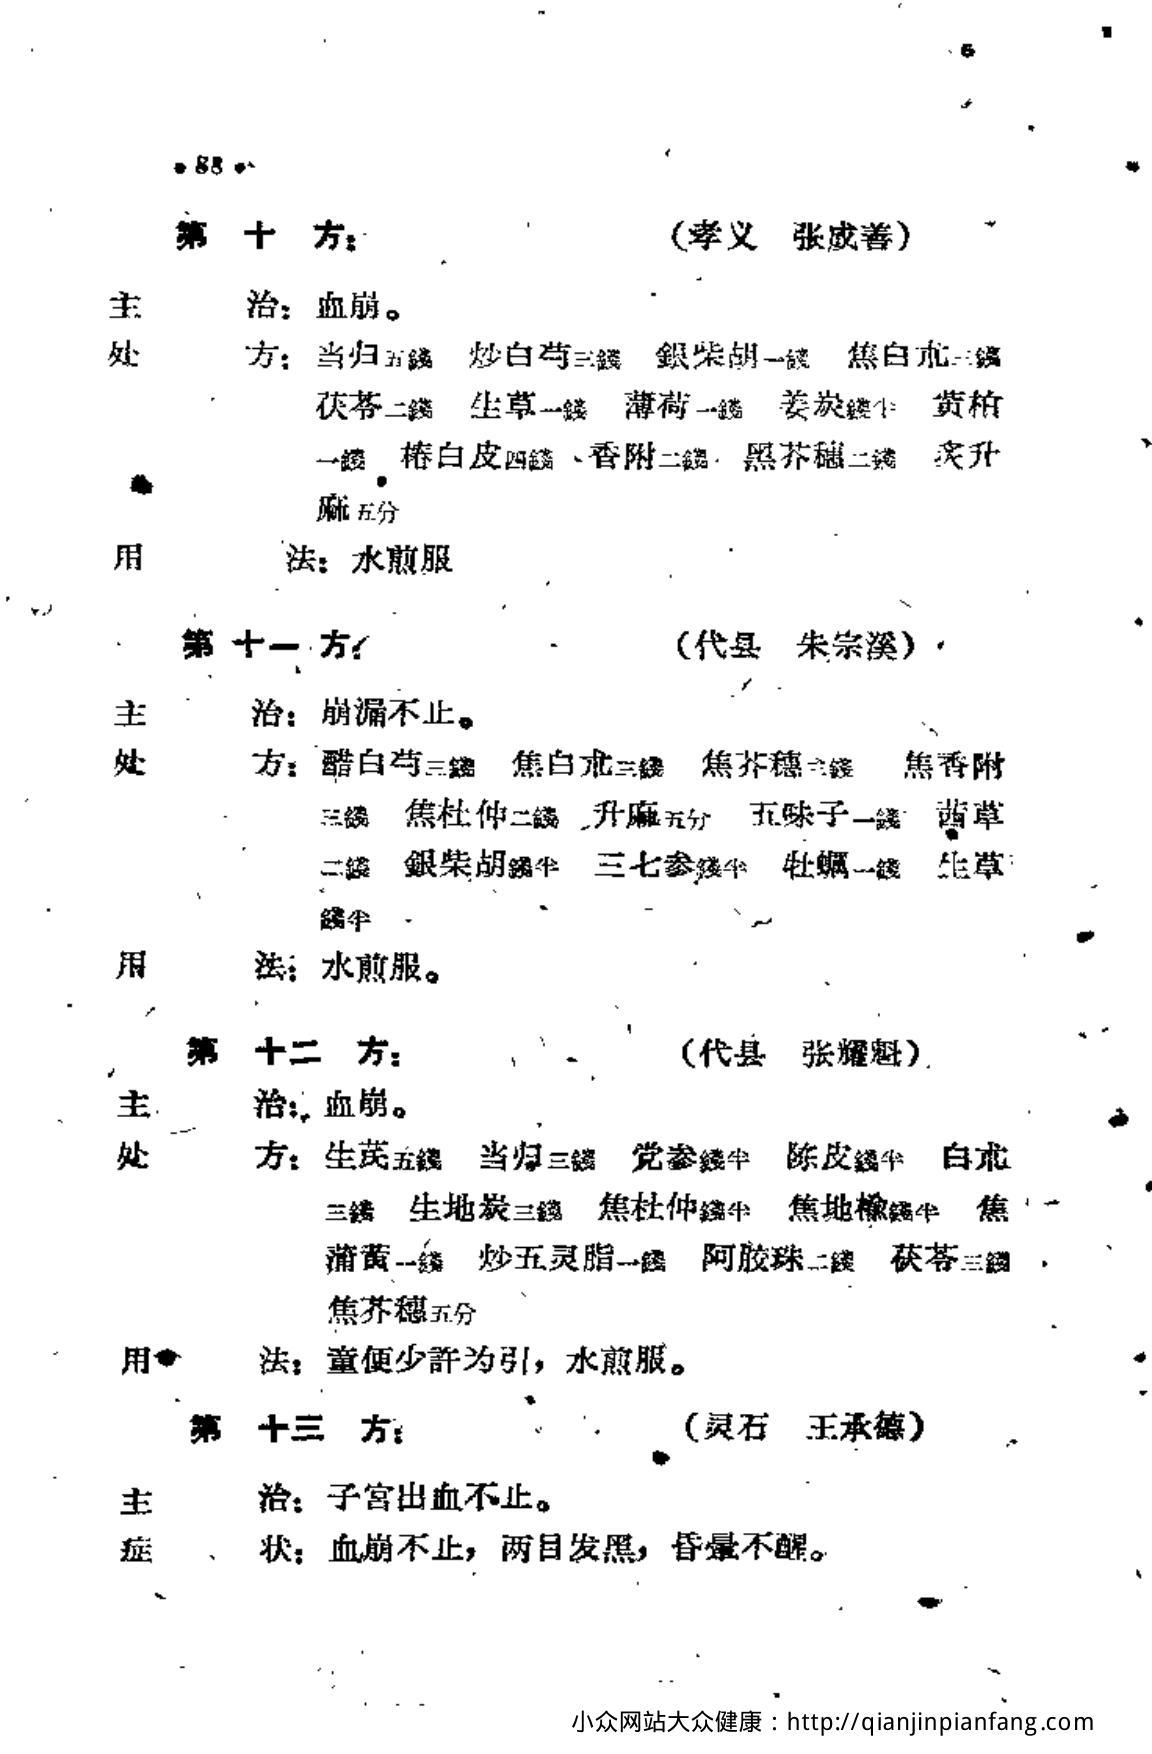 • 88 •
第 十 方： （孝义 张成善）
主 治：血崩。
处 方：当归五錢 炒白芍三錢 銀柴胡一錢 焦白朮三錢
茯苓二錢 生草一錢 薄荷一錢 姜炭錢半 黄柏
一錢 椿白皮四錢 香附二錢 黑芥穗二錢 炙升
麻五分
用 法：水煎服
第 十一 方： （代县 朱宗溪）
主 治：崩漏不止。
处 方：醋白芍三錢 焦白朮三錢 焦芥穗錢 焦香附
三錢 焦杜仲二錢 升麻五分 五味子一錢 茜草
二錢 銀柴胡錢半 三七参錢半 牡蠣一錢 生草
錢半
用 法：水煎服。
第 十二 方： （代县 张耀魁）
主 治：血崩。
处 方：生芪五錢 当归三錢 党参錢半 陈皮錢半 白朮
三錢 生地炭三錢 焦杜仲錢半 焦地榆錢半 焦
蒲黄一錢 炒五灵脂一錢 阿胶珠二錢 茯苓三錢
焦芥穗五分
用 法：童便少許为引，水煎服。
第 十三 方： （灵石 王承德）
主 治：子宮出血不止。
症 状：血崩不止，两目发黑，昏暈不醒。
小众网站大众健康：http://qianjinpianfang.com